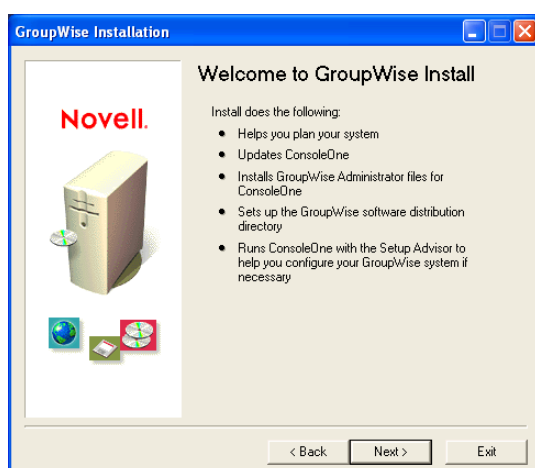 GroupWise Installation
Novell.
Welcome to GroupWise Install
Install does the following:
• Helps you plan your system
• Updates ConsoleOne
• Installs GroupWise Administrator files for
ConsoleOne
• Sets up the GroupWise software distribution
directory
• Runs ConsoleOne with the Setup Advisor to
help you configure your GroupWise system if
necessary
< Back
Next >
Exit